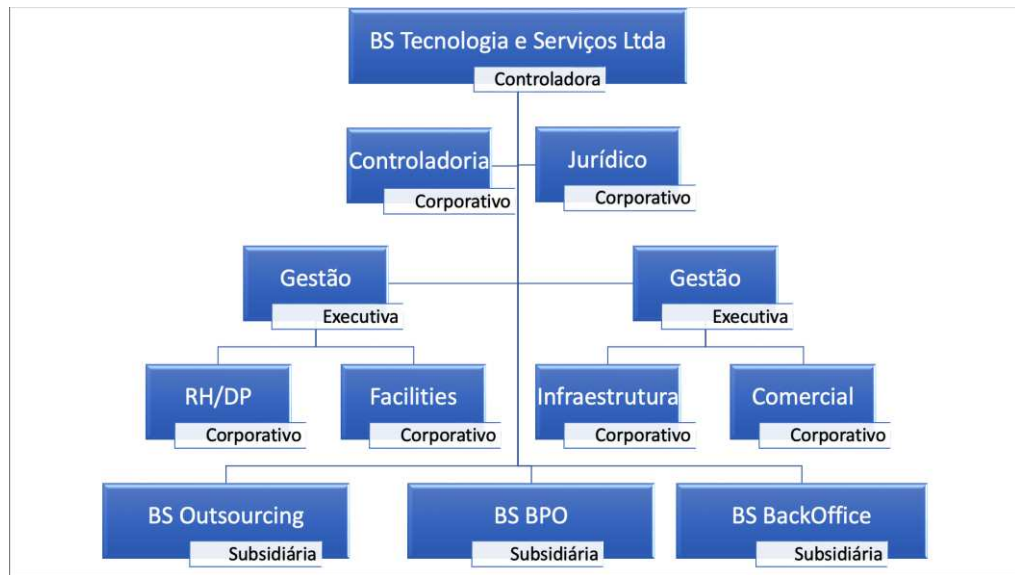 BS Tecnologia e Serviços Ltda
Controladora
Controladoria
Corporativo
Jurídico
Corporativo
Gestão
Executiva
Gestão
Executiva
RH/DP
Corporativo
Facilities
Corporativo
Infraestrutura
Corporativo
Comercial
Corporativo
BS Outsourcing
Subsidiária
BS BPO
Subsidiária
BS BackOffice
Subsidiária